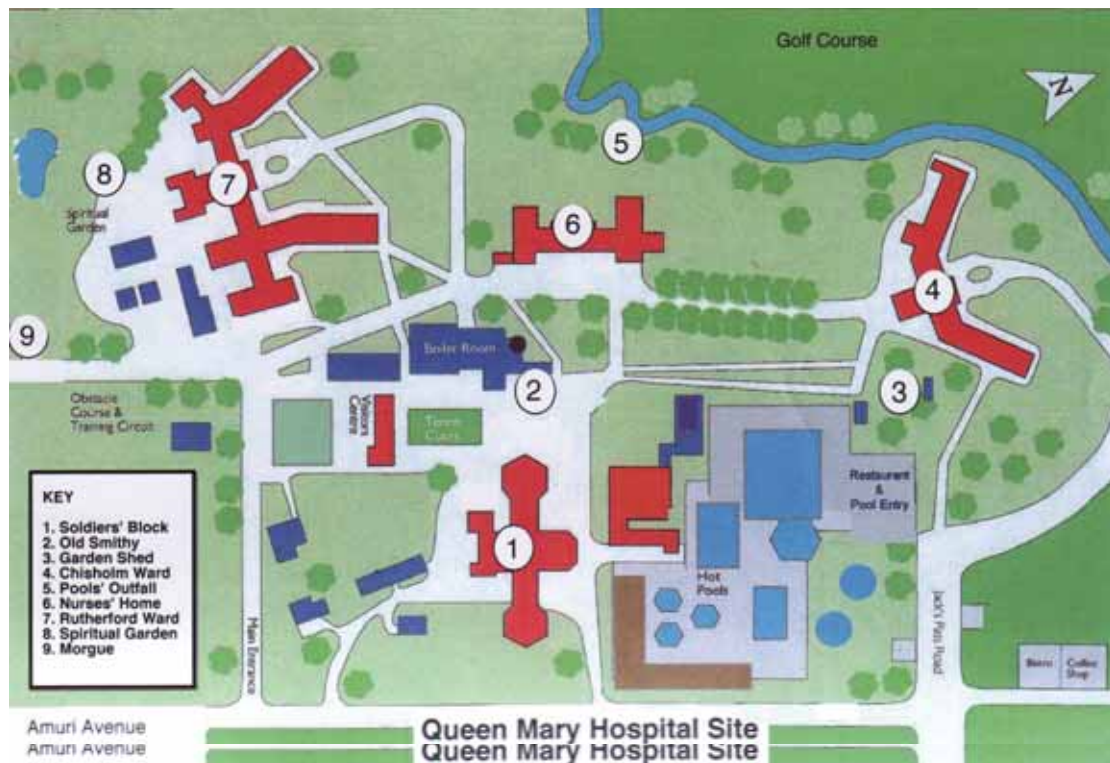 Golf Course
N
5
8
7
6
Spiritual
Garden
4
9
Boiler Room
2
3
Obstacle
Course &
Training Circuit
Visitors
Centre
Tennis
Court
Restaurant
&
Pool Entry
KEY
1. Soldiers' Block
2. Old Smithy
3. Garden Shed
4. Chisholm Ward
5. Pools' Outfall
6. Nurses' Home
7. Rutherford Ward
8. Spiritual Garden
9. Morgue
1
Hot
Pools
Main Entrance
Jack's Pass Road
Bistro
Coffee
Shop
Amuri Avenue
Queen Mary Hospital Site
Amuri Avenue
Queen Mary Hospital Site